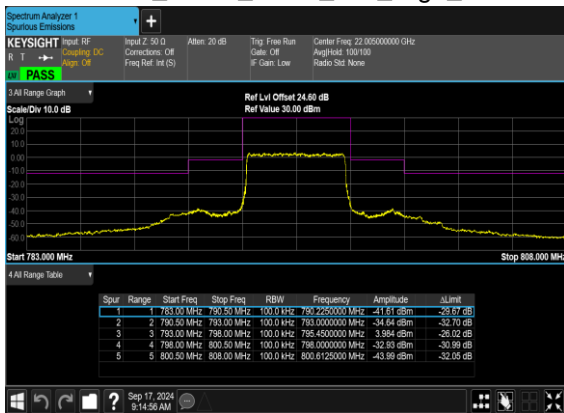 Spectrum Analyzer 1
Spurious Emissions
KEYSIGHT Input: RF Input Z: 50 Ω Atten: 20 dB Trig: Free Run Center Freq: 22.005000000 GHz
R T Coupling: DC Corrections: Off Gate: Off Avg|Hold: 100/100
Align: Off Freq Ref: Int (S) IF Gain: Low Radio Std: None
PASS
3 All Range Graph
Ref Lvl Offset 24.60 dB
Scale/Div 10.0 dB Ref Value 30.00 dBm
Log
20.0
10.0
0.00
-10.0
-20.0
-30.0
-40.0
-50.0
-60.0
Start 783.000 MHz Stop 808.000 MHz
4 All Range Table
Spur Range Start Freq Stop Freq RBW Frequency Amplitude ΔLimit
1 1 783.00 MHz 790.50 MHz 100.0 kHz 790.2250000 MHz -41.61 dBm -29.67 dB
2 2 790.50 MHz 793.00 MHz 100.0 kHz 793.0000000 MHz -34.64 dBm -32.70 dB
3 3 793.00 MHz 798.00 MHz 100.0 kHz 795.4500000 MHz 3.984 dBm -26.02 dB
4 4 798.00 MHz 800.50 MHz 100.0 kHz 798.0000000 MHz -32.93 dBm -30.99 dB
5 5 800.50 MHz 808.00 MHz 100.0 kHz 800.6125000 MHz -43.99 dBm -32.05 dB
Sep 17, 2024
9:14:56 AM